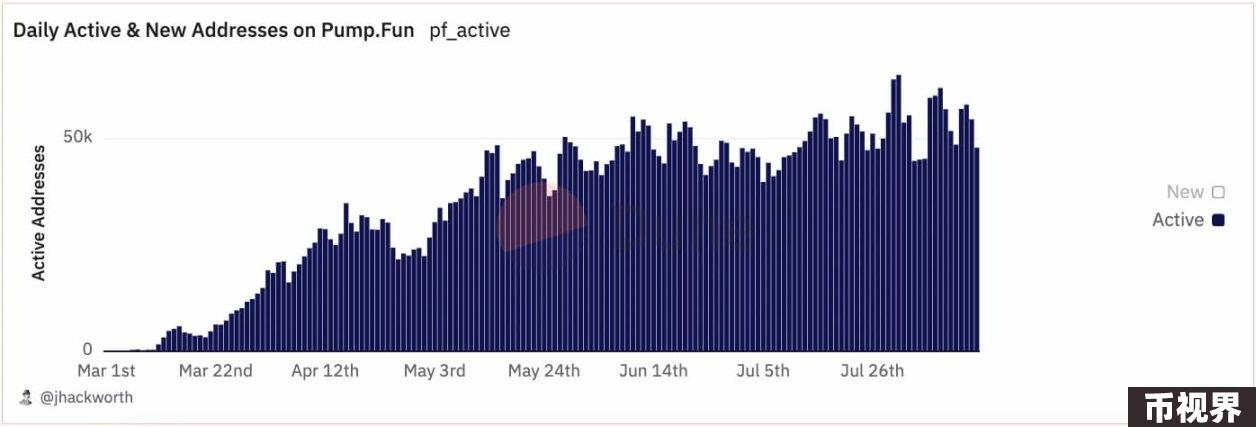 Daily Active & New Addresses on Pump.Fun pf_active
50k
0
Active Addresses
Mar 1st Mar 22nd Apr 12th May 3rd May 24th Jun 14th Jul 5th Jul 26th
New
Active
@jhackworth
币视界